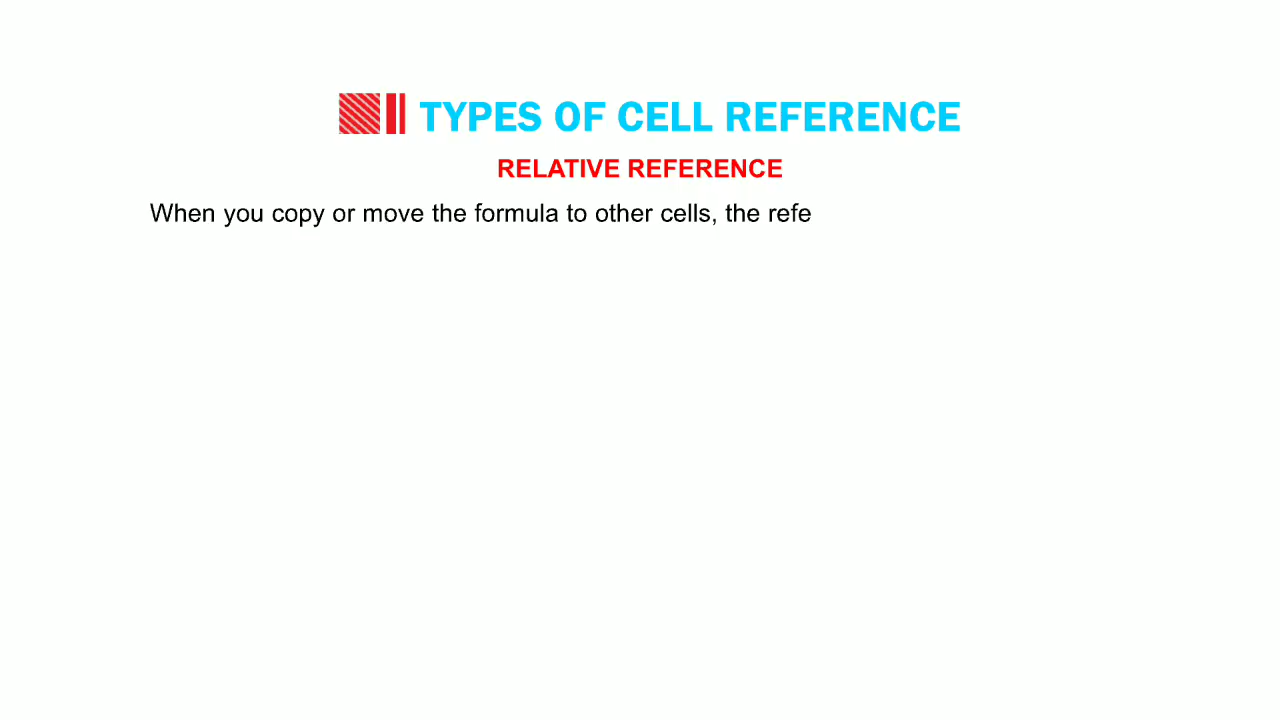 TYPES OF CELL REFERENCE
RELATIVE REFERENCE
When you copy or move the formula to other cells, the refe